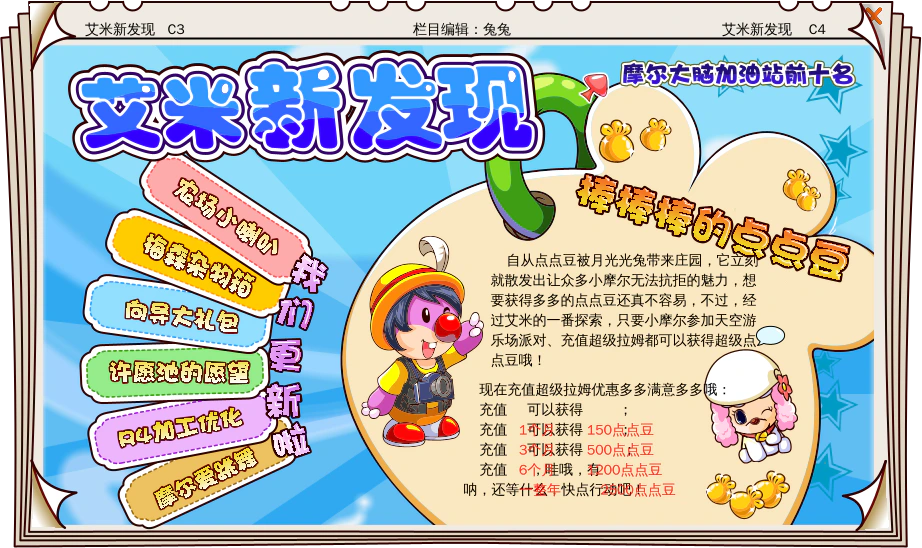 艾米新发现 C3
栏目编辑：兔兔
艾米新发现 C4
艾米新发现
摩尔大脑加油站前十名
棒棒棒的点点豆
农场小喇叭
梅森杂物箱
向导大礼包
许愿池的愿望
R4加工优化
摩尔爱跳舞
我们更新啦
自从点点豆被月光光兔带来庄园，它立刻
就散发出让众多小摩尔无法抗拒的魅力，想
要获得多多的点点豆还真不容易，不过，经
过艾米的一番探索，只要小摩尔参加天空游
乐场派对、充值超级拉姆都可以获得超级点
点豆哦！
现在充值超级拉姆优惠多多满意多多哦：
充值 可以获得 ；
充值 可以获得 150点点豆
充值 可以获得 500点点豆
充值 6个月 哇哦，有 1200点点豆
呐，还等什么 快点行动吧！ 点点豆